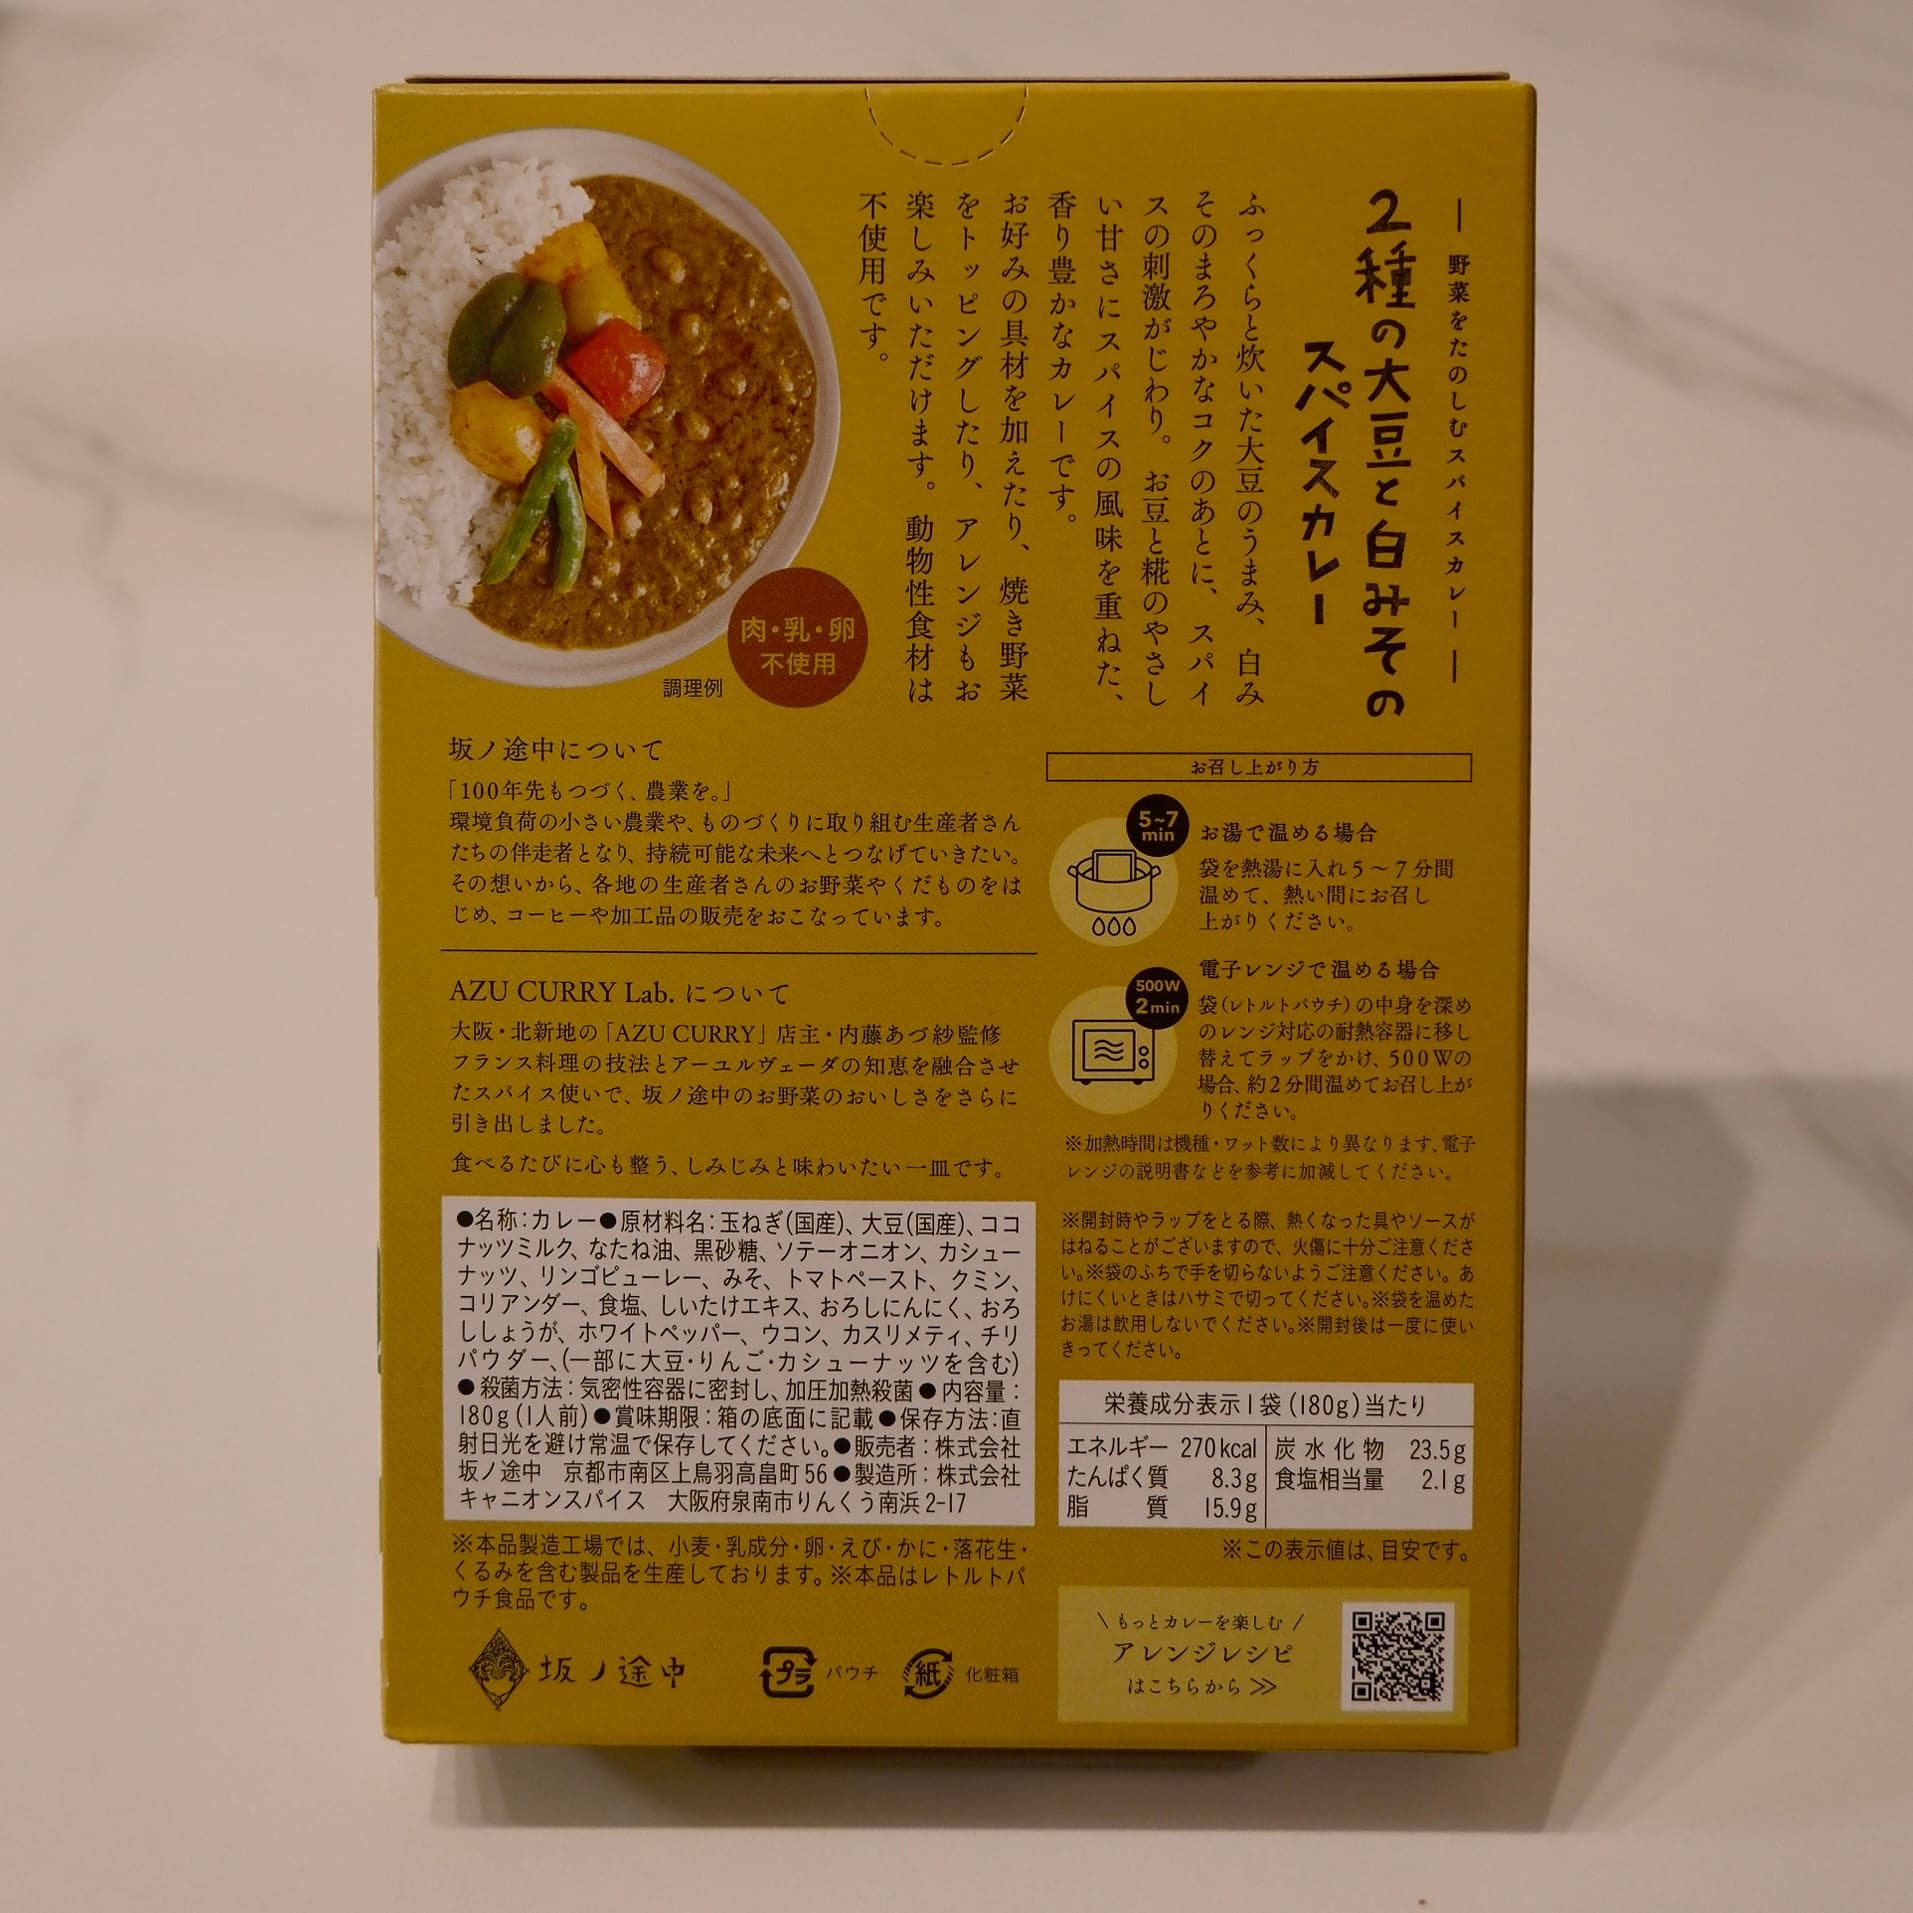 ― 野菜をたのしむスパイスカレー ―
2種の大豆と白みその
スパイスカレー
ふっくらと炊いた大豆のうまみ、白み
そのまろやかなコクのあとに、スパイ
スの刺激がじわり。お豆と糀のやさし
い甘さにスパイスの風味を重ねた、
香り豊かなカレーです。
お好みの具材を加えたり、焼き野菜
をトッピングしたり、アレンジもお
楽しみいただけます。動物性食材は
不使用です。
肉・乳・卵
不使用
調理例
坂ノ途中について
「100年先もつづく、農業を。」
環境負荷の小さい農業や、ものづくりに取り組む生産者さん
たちの伴走者となり、持続可能な未来へとつなげていきたい。
その想いから、各地の生産者さんのお野菜やくだものをは
じめ、コーヒーや加工品の販売をおこなっています。
AZU CURRY Lab. について
大阪・北新地の「AZU CURRY」店主・内藤あづ紗監修
フランス料理の技法とアーユルヴェーダの知恵を融合させ
たスパイス使いで、坂ノ途中のお野菜のおいしさをさらに
引き出しました。
食べるたびに心も整う、しみじみと味わいたい一皿です。
●名称：カレー●原材料名：玉ねぎ(国産)、大豆(国産)、ココ
ナッツミルク、なたね油、黒砂糖、ソテーオニオン、カシュー
ナッツ、リンゴピューレー、みそ、トマトペースト、クミン、
コリアンダー、食塩、しいたけエキス、おろしにんにく、おろ
ししょうが、ホワイトペッパー、ウコン、カスリメティ、チリ
パウダー、(一部に大豆・りんご・カシューナッツを含む)
●殺菌方法：気密性容器に密封し、加圧加熱殺菌●内容量：
180g(1人前)●賞味期限：箱の底面に記載●保存方法：直
射日光を避け常温で保存してください。●販売者：株式会社
坂ノ途中　京都市南区上鳥羽高畠町56●製造所：株式会社
キャニオンスパイス　大阪府泉南市りんくう南浜2-17
※本品製造工場では、小麦・乳成分・卵・えび・かに・落花生・
くるみを含む製品を生産しております。※本品はレトルトパ
ウチ食品です。
坂ノ途中
プラ パウチ
紙 化粧箱
お召し上がり方
5~7
min
お湯で温める場合
袋を熱湯に入れ5～7分間
温めて、熱い間にお召し
上がりください。
500W
2min
電子レンジで温める場合
袋(レトルトパウチ)の中身を深め
のレンジ対応の耐熱容器に移し
替えてラップをかけ、500Wの
場合、約2分間温めてお召し上が
りください。
※加熱時間は機種・ワット数により異なります、電子
レンジの説明書などを参考に加減してください。
※開封時やラップをとる際、熱くなった具やソースが
はねることがございますので、火傷に十分ご注意くださ
い。※袋のふちで手を切らないようご注意ください。あ
けにくいときはハサミで切ってください。※袋を温めた
お湯は飲用しないでください。※開封後は一度に使い
きってください。
栄養成分表示1袋(180g)当たり
エネルギー 270kcal 炭水化物 23.5g
たんぱく質 8.3g 食塩相当量 2.1g
脂質 15.9g
※この表示値は、目安です。
\ もっとカレーを楽しむ /
アレンジレシピ
はこちらから≫